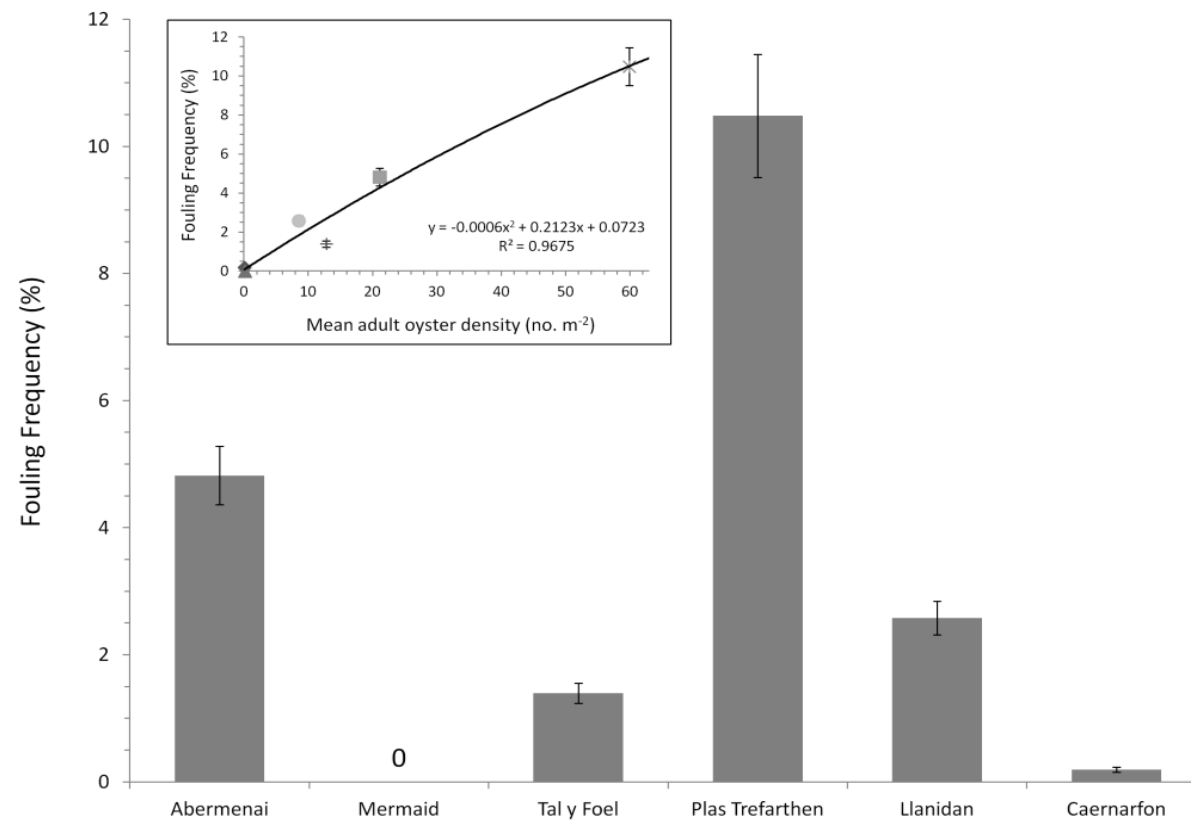 12
10
8
6
4
2
0
Fouling Frequency (%)
12
10
8
6
4
2
0
Fouling Frequency (%)
y = -0.0006x² + 0.2123x + 0.0723
R² = 0.9675
0 10 20 30 40 50 60
Mean adult oyster density (no. m⁻²)
0
Abermenai Mermaid Tal y Foel Plas Trefarthen Llanidan Caernarfon